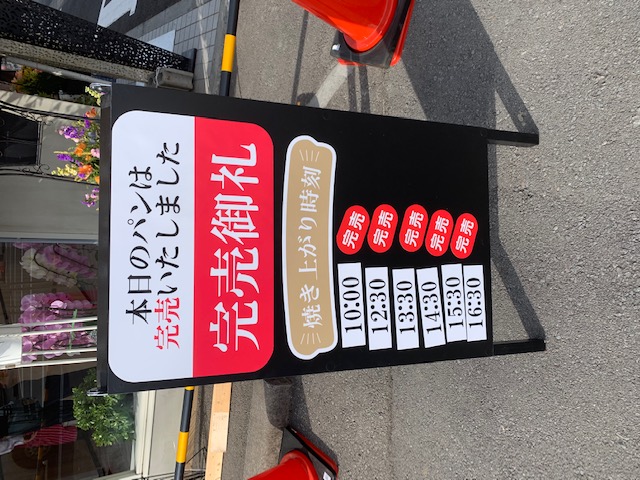 本日のパンは
完売いたしました
完売御礼
焼き上がり時刻
10:00 完売
12:30 完売
13:30 完売
14:30 完売
15:30 完売
16:30